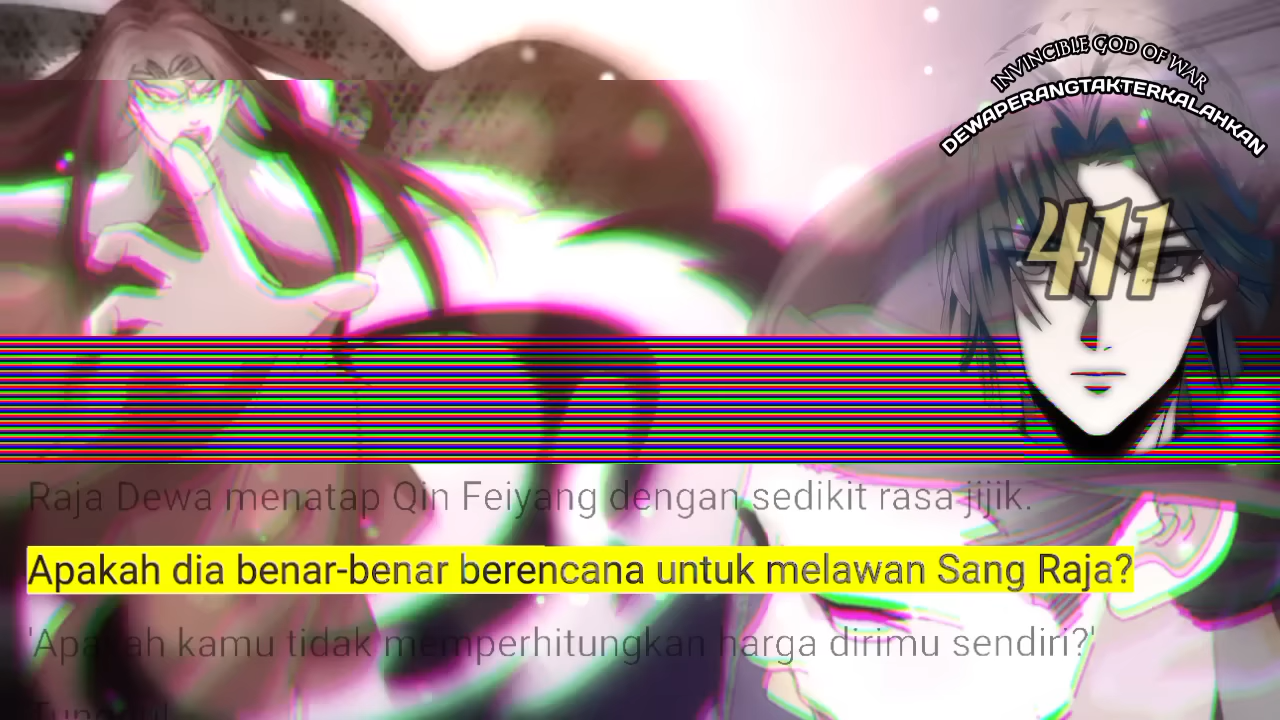 INVINCIBLE GOD OF WAR
DEWAPERANGTAKTERKALAHKAN
411
Raja Dewa menatap Qin Feiyang dengan sedikit rasa jijik.
Apakah dia benar-benar berencana untuk melawan Sang Raja?
'Apakah kamu tidak memperhitungkan harga dirimu sendiri?'